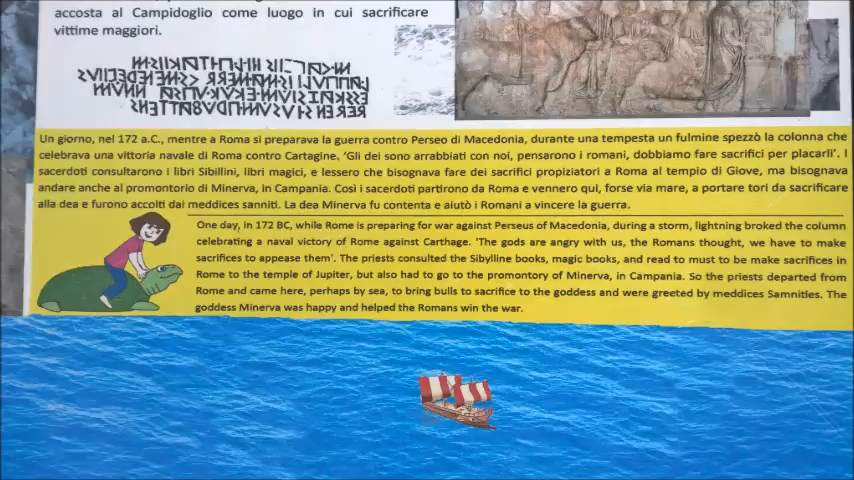 accosta al Campidoglio come luogo in cui sacrificare
vittime maggiori.
Un giorno, nel 172 a.C., mentre a Roma si preparava la guerra contro Perseo di Macedonia, durante una tempesta un fulmine spezzò la colonna che
celebrava una vittoria navale di Roma contro Cartagine. 'Gli dei sono arrabbiati con noi, pensarono i romani, dobbiamo fare sacrifici per placarli'. I
sacerdoti consultarono i libri Sibillini, libri magici, e lessero che bisognava fare dei sacrifici propiziatori a Roma al tempio di Giove, ma bisognava
andare anche al promontorio di Minerva, in Campania. Così i sacerdoti partirono da Roma e vennero qui, forse via mare, a portare tori da sacrificare
alla dea e furono accolti dai meddices sanniti. La dea Minerva fu contenta e aiutò i Romani a vincere la guerra.
One day, in 172 BC, while Rome is preparing for war against Perseus of Macedonia, during a storm, lightning broked the column
celebrating a naval victory of Rome against Carthage. 'The gods are angry with us, the Romans thought, we have to make
sacrifices to appease them'. The priests consulted the Sibylline books, magic books, and read to must to be make sacrifices in
Rome to the temple of Jupiter, but also had to go to the promontory of Minerva, in Campania. So the priests departed from
Rome and came here, perhaps by sea, to bring bulls to sacrifice to the goddess and were greeted by meddices Samnities. The
goddess Minerva was happy and helped the Romans win the war.